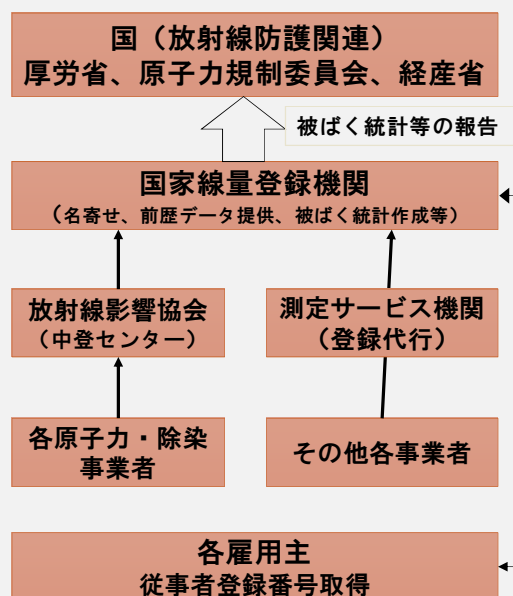 国（放射線防護関連）
厚労省、原子力規制委員会、経産省
被ばく統計等の報告
国家線量登録機関
（名寄せ、前歴データ提供、被ばく統計作成等）
放射線影響協会
（中登センター）
測定サービス機関
（登録代行）
各原子力・除染
事業者
その他各事業者
各雇用主
従事者登録番号取得